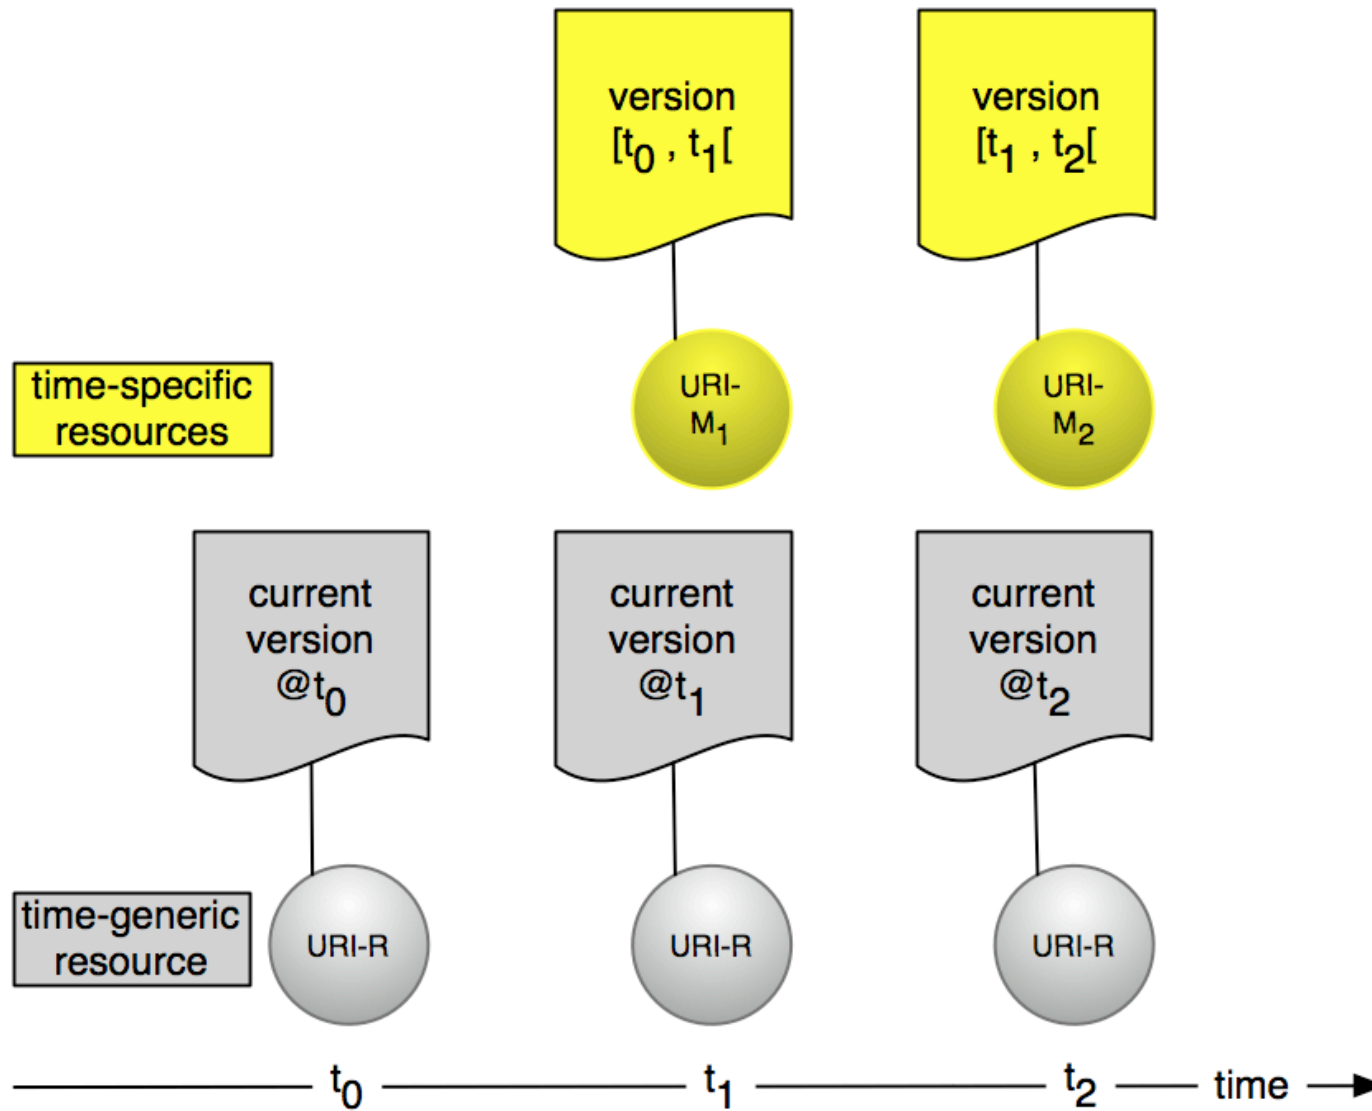 version
[t₀ , t₁[
version
[t₁ , t₂[
URI-
M₁
URI-
M₂
time-specific
resources
current
version
@t₀
current
version
@t₁
current
version
@t₂
time-generic
resource
URI-R
URI-R
URI-R
t₀
t₁
t₂
time